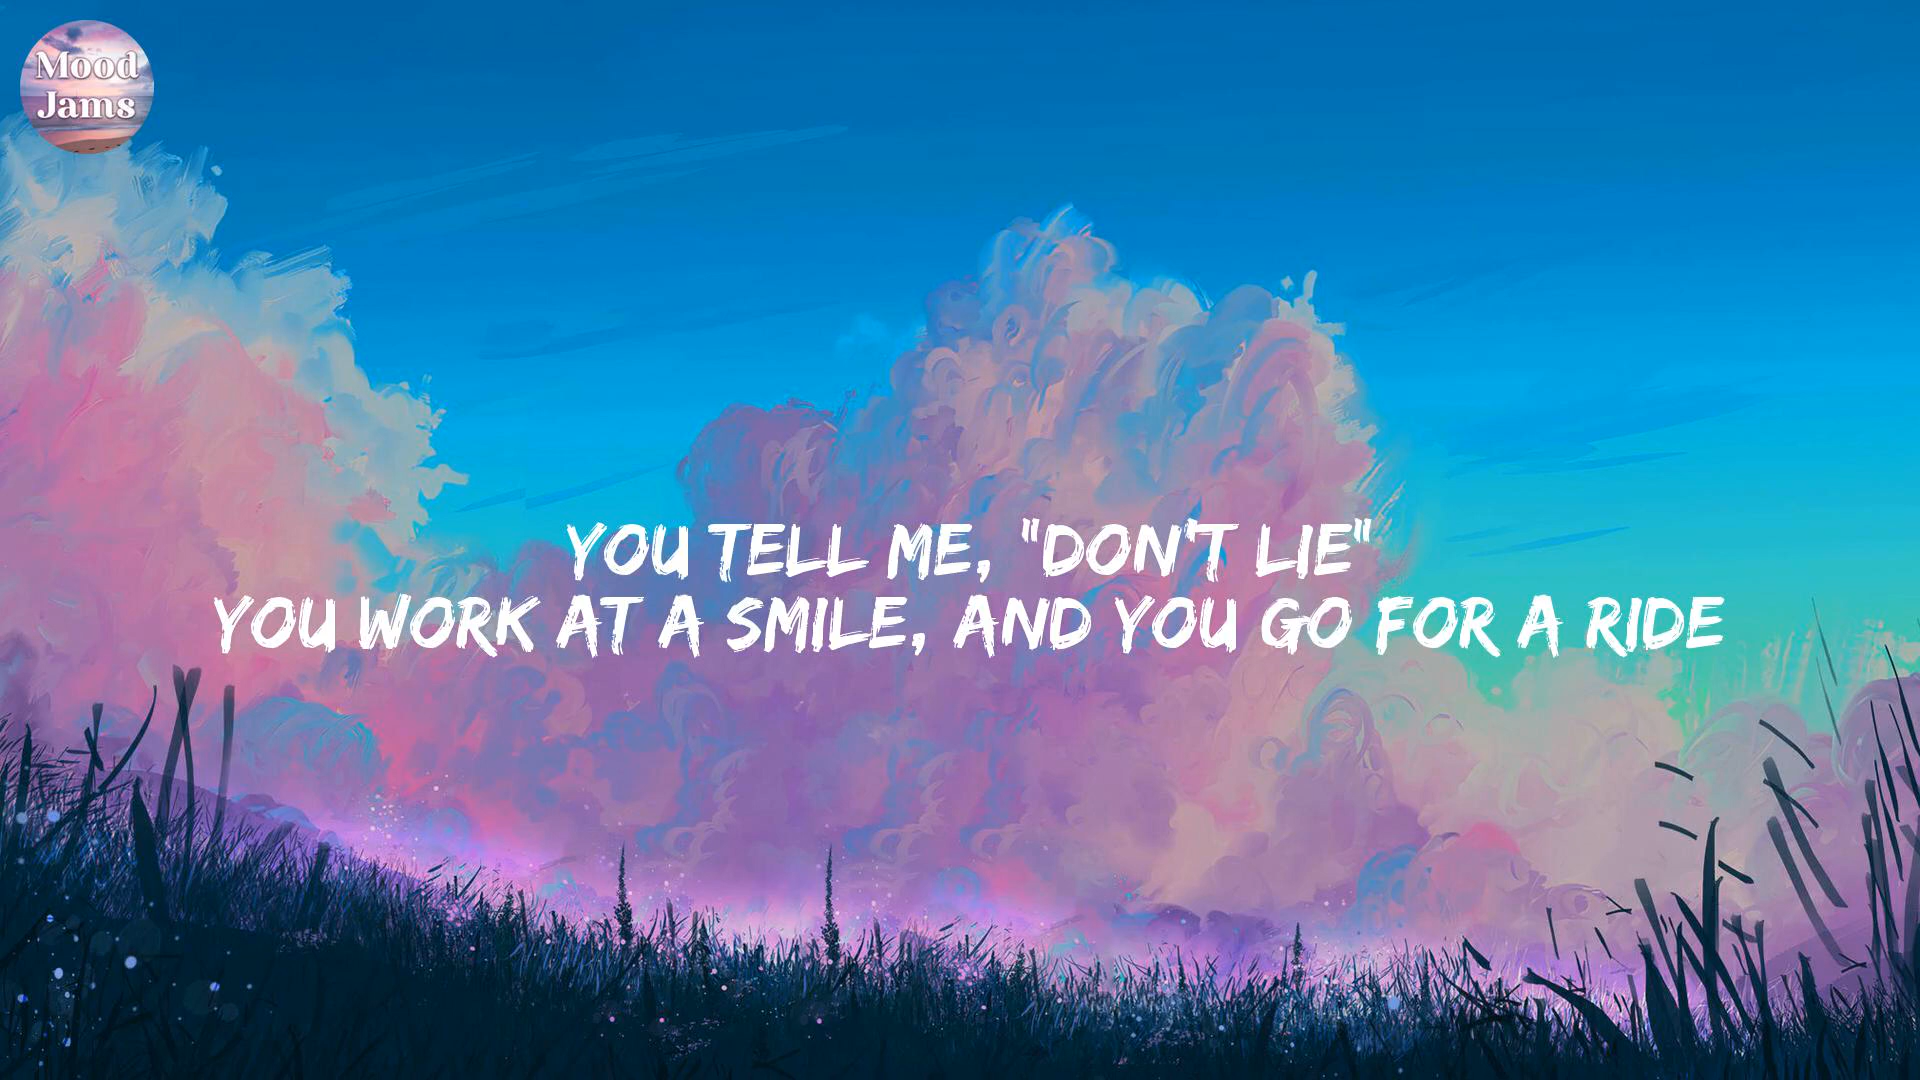 Mood
Jams
YOU TELL ME, "DON'T LIE"
YOU WORK AT A SMILE, AND YOU GO FOR A RIDE